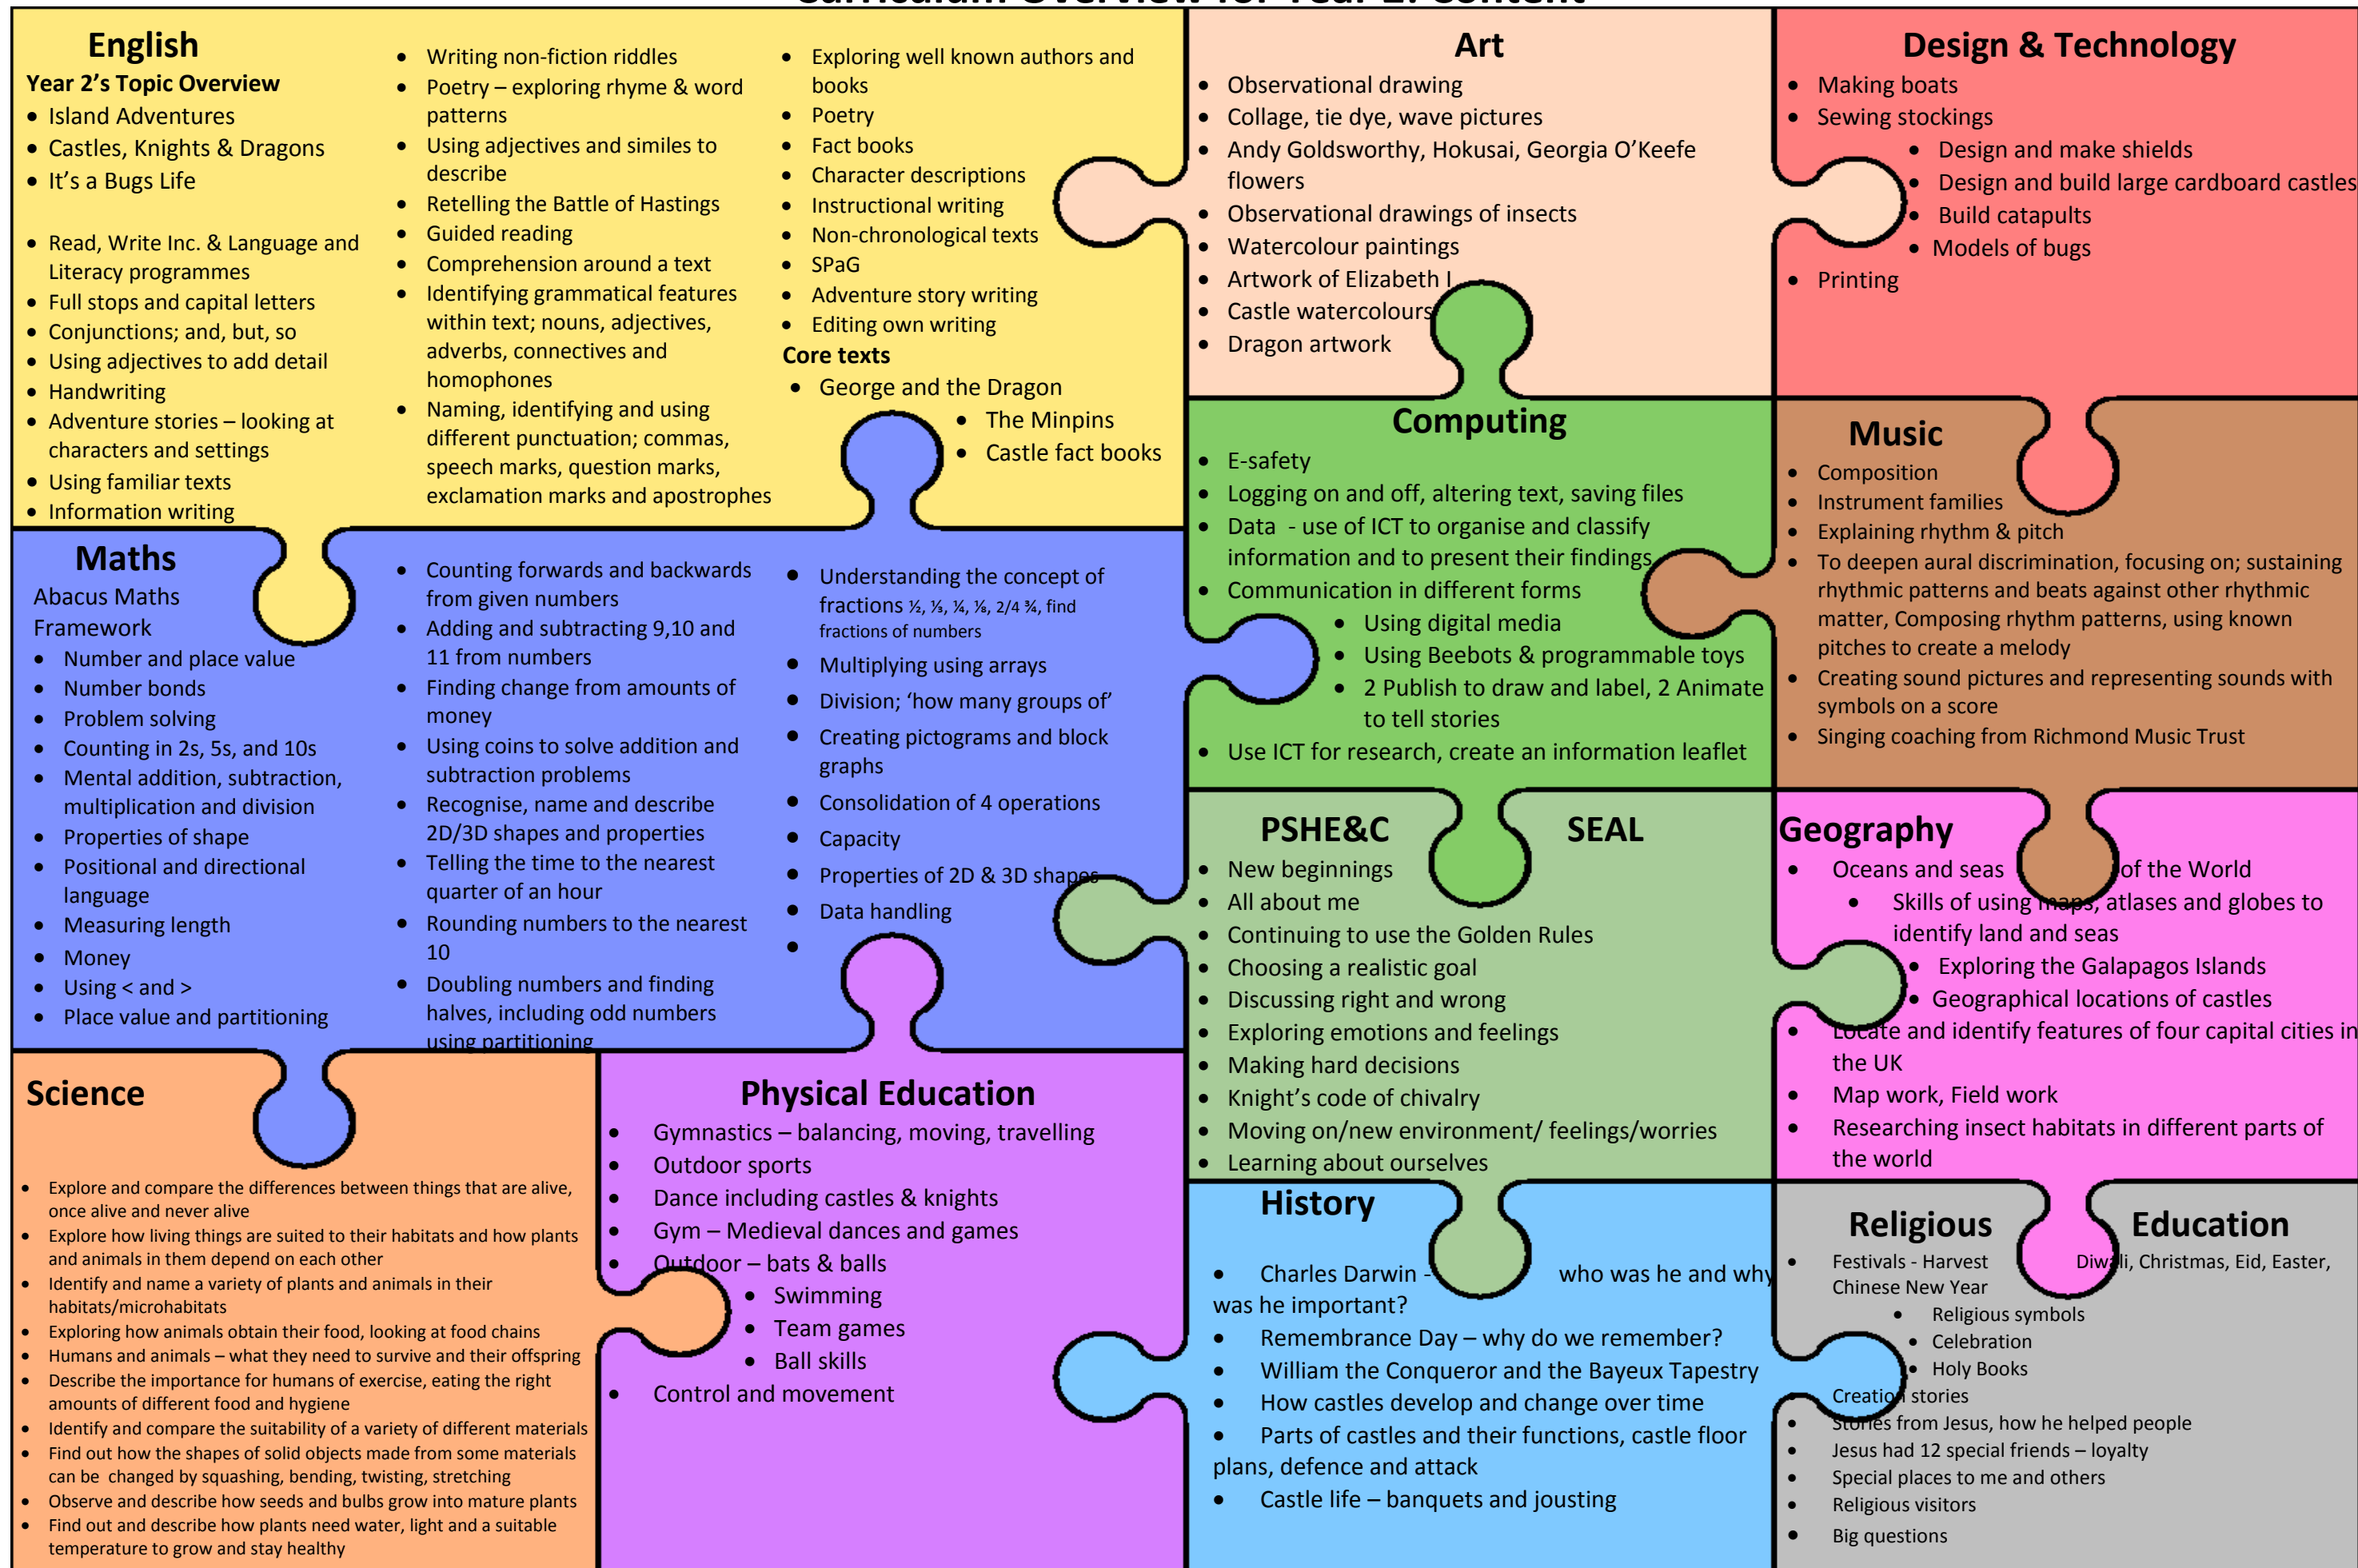 Curriculum Overview for Year 2: Content
English
Year 2’s Topic Overview
• Island Adventures
• Castles, Knights & Dragons
• It’s a Bugs Life
• Read, Write Inc. & Language and
Literacy programmes
• Full stops and capital letters
• Conjunctions; and, but, so
• Using adjectives to add detail
• Handwriting
• Adventure stories – looking at
characters and settings
• Using familiar texts
• Information writing
• Writing non-fiction riddles
• Poetry – exploring rhyme & word
patterns
• Using adjectives and similes to
describe
• Retelling the Battle of Hastings
• Guided reading
• Comprehension around a text
• Identifying grammatical features
within text; nouns, adjectives,
adverbs, connectives and
homophones
• Naming, identifying and using
different punctuation; commas,
speech marks, question marks,
exclamation marks and apostrophes
• Exploring well known authors and
books
• Poetry
• Fact books
• Character descriptions
• Instructional writing
• Non-chronological texts
• SPaG
• Adventure story writing
• Editing own writing
Core texts
• George and the Dragon
• The Minpins
• Castle fact books
Art
• Observational drawing
• Collage, tie dye, wave pictures
• Andy Goldsworthy, Hokusai, Georgia O’Keefe
flowers
• Observational drawings of insects
• Watercolour paintings
• Artwork of Elizabeth I
• Castle watercolours
• Dragon artwork
Design & Technology
• Making boats
• Sewing stockings
• Design and make shields
• Design and build large cardboard castles
• Build catapults
• Models of bugs
• Printing
Maths
Abacus Maths
Framework
• Number and place value
• Number bonds
• Problem solving
• Counting in 2s, 5s, and 10s
• Mental addition, subtraction,
multiplication and division
• Properties of shape
• Positional and directional
language
• Measuring length
• Money
• Using < and >
• Place value and partitioning
• Counting forwards and backwards
from given numbers
• Adding and subtracting 9,10 and
11 from numbers
• Finding change from amounts of
money
• Using coins to solve addition and
subtraction problems
• Recognise, name and describe
2D/3D shapes and properties
• Telling the time to the nearest
quarter of an hour
• Rounding numbers to the nearest
10
• Doubling numbers and finding
halves, including odd numbers
using partitioning
• Understanding the concept of
fractions ½, ⅓, ¼, ⅛, 2/4 ¾, find
fractions of numbers
• Multiplying using arrays
• Division; ‘how many groups of’
• Creating pictograms and block
graphs
• Consolidation of 4 operations
• Capacity
• Properties of 2D & 3D shapes
• Data handling
•
Computing
• E-safety
• Logging on and off, altering text, saving files
• Data - use of ICT to organise and classify
information and to present their findings
• Communication in different forms
• Using digital media
• Using Beebots & programmable toys
• 2 Publish to draw and label, 2 Animate
to tell stories
• Use ICT for research, create an information leaflet
Music
• Composition
• Instrument families
• Explaining rhythm & pitch
• To deepen aural discrimination, focusing on; sustaining
rhythmic patterns and beats against other rhythmic
matter, Composing rhythm patterns, using known
pitches to create a melody
• Creating sound pictures and representing sounds with
symbols on a score
• Singing coaching from Richmond Music Trust
PSHE&C SEAL
• New beginnings
• All about me
• Continuing to use the Golden Rules
• Choosing a realistic goal
• Discussing right and wrong
• Exploring emotions and feelings
• Making hard decisions
• Knight’s code of chivalry
• Moving on/new environment/ feelings/worries
• Learning about ourselves
Geography
• Oceans and seas of the World
• Skills of using maps, atlases and globes to
identify land and seas
• Exploring the Galapagos Islands
• Geographical locations of castles
• Locate and identify features of four capital cities in
the UK
• Map work, Field work
• Researching insect habitats in different parts of
the world
Science
• Explore and compare the differences between things that are alive,
once alive and never alive
• Explore how living things are suited to their habitats and how plants
and animals in them depend on each other
• Identify and name a variety of plants and animals in their
habitats/microhabitats
• Exploring how animals obtain their food, looking at food chains
• Humans and animals – what they need to survive and their offspring
• Describe the importance for humans of exercise, eating the right
amounts of different food and hygiene
• Identify and compare the suitability of a variety of different materials
• Find out how the shapes of solid objects made from some materials
can be changed by squashing, bending, twisting, stretching
• Observe and describe how seeds and bulbs grow into mature plants
• Find out and describe how plants need water, light and a suitable
temperature to grow and stay healthy
Physical Education
• Gymnastics – balancing, moving, travelling
• Outdoor sports
• Dance including castles & knights
• Gym – Medieval dances and games
• Outdoor – bats & balls
• Swimming
• Team games
• Ball skills
• Control and movement
History
• Charles Darwin - who was he and why
was he important?
• Remembrance Day – why do we remember?
• William the Conqueror and the Bayeux Tapestry
• How castles develop and change over time
• Parts of castles and their functions, castle floor
plans, defence and attack
• Castle life – banquets and jousting
Religious Education
• Festivals - Harvest Diwali, Christmas, Eid, Easter,
Chinese New Year
• Religious symbols
• Celebration
• Holy Books
• Creation stories
• Stories from Jesus, how he helped people
• Jesus had 12 special friends – loyalty
• Special places to me and others
• Religious visitors
• Big questions